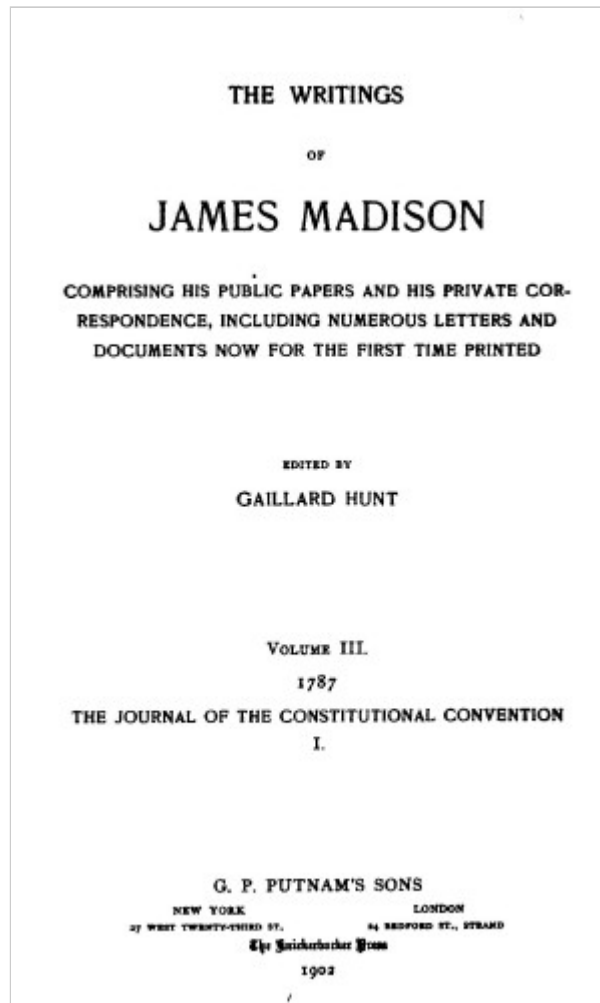 THE WRITINGS
OF
JAMES MADISON
COMPRISING HIS PUBLIC PAPERS AND HIS PRIVATE COR-
RESPONDENCE, INCLUDING NUMEROUS LETTERS AND
DOCUMENTS NOW FOR THE FIRST TIME PRINTED
EDITED BY
GAILLARD HUNT
VOLUME III.
1787
THE JOURNAL OF THE CONSTITUTIONAL CONVENTION
I.
G. P. PUTNAM'S SONS
NEW YORK LONDON
27 WEST TWENTY-THIRD ST. 24 BEDFORD ST., STRAND
The Knickerbocker Press
1902